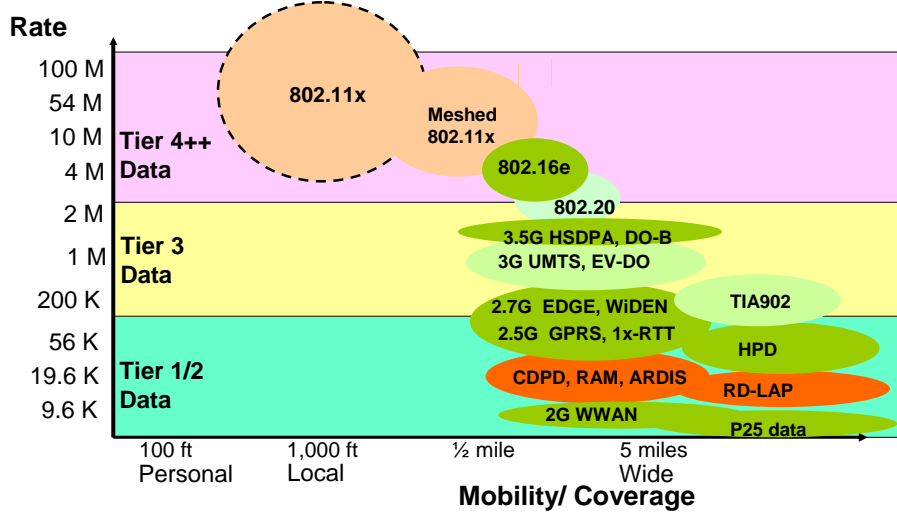 Rate
100 M
54 M
10 M
4 M
2 M
1 M
200 K
56 K
19.6 K
9.6 K
Tier 4++
Data
Tier 3
Data
Tier 1/2
Data
802.11x
Meshed
802.11x
802.16e
802.20
3.5G HSDPA, DO-B
3G UMTS, EV-DO
2.7G EDGE, WiDEN
2.5G GPRS, 1x-RTT
TIA902
HPD
CDPD, RAM, ARDIS
RD-LAP
2G WWAN
P25 data
100 ft
Personal
1,000 ft
Local
½ mile
5 miles
Wide
Mobility/ Coverage